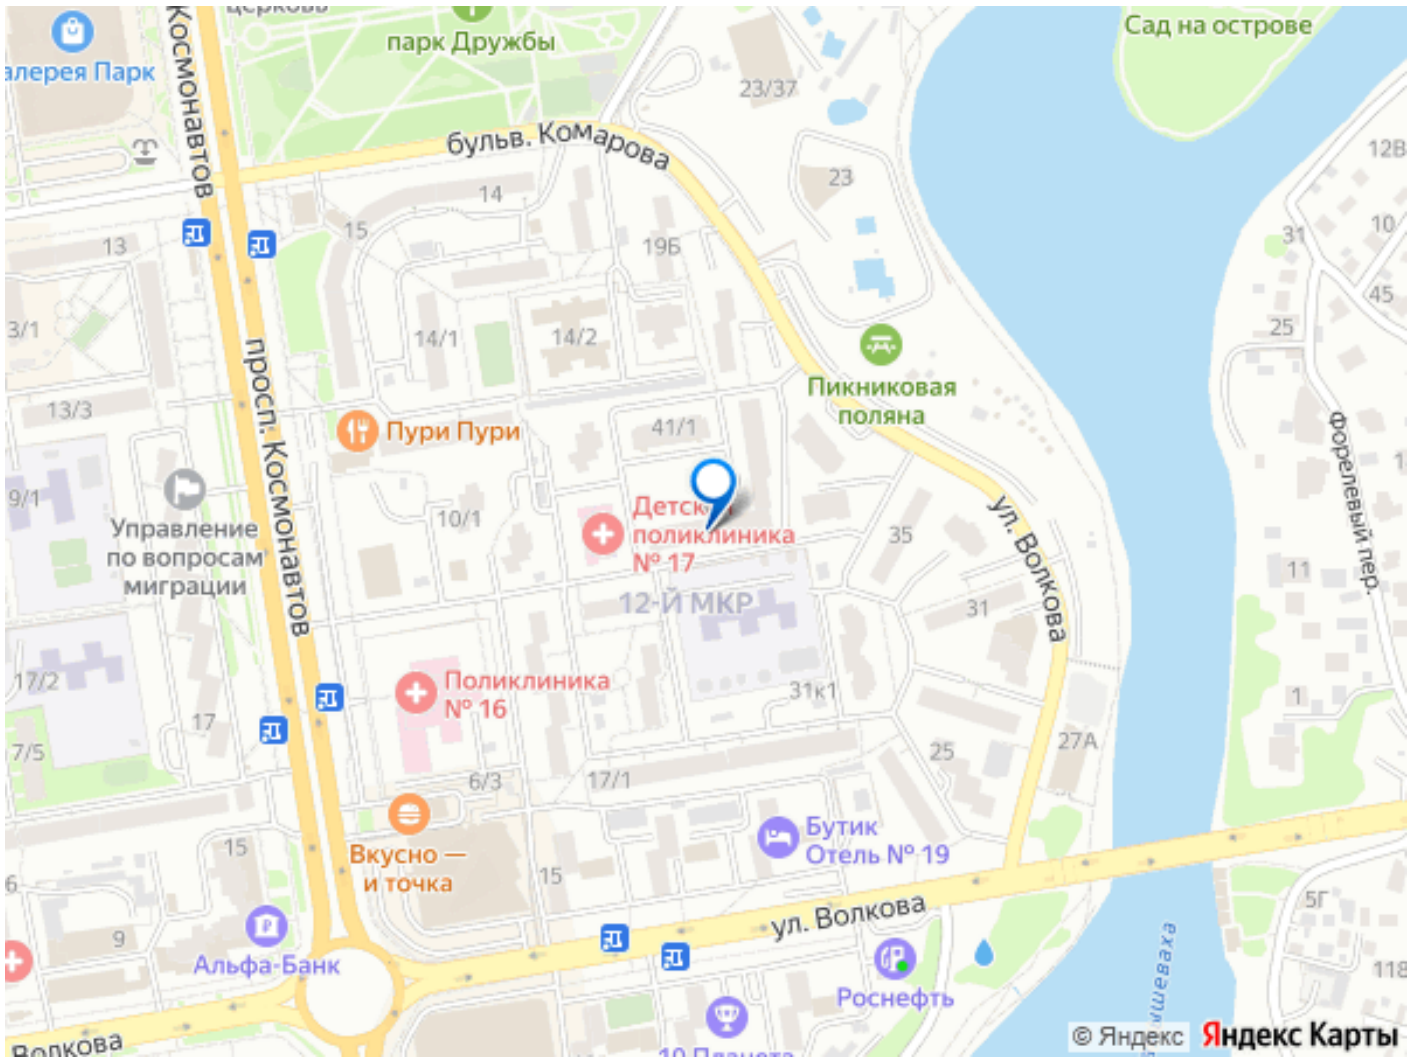 церковь
парк Дружбы
Сад на острове
алерея Парк
Космонавтов
23/37
бульв. Комарова
12В
14
23
15
13
19Б
31
10
45
3/1
14/1
14/2
25
просп. Космонавтов
Пикниковая
поляна
13/3
Пури Пури
41/1
Форелевый пер.
9/1
Управление
по вопросам
миграции
10/1
Детск
поликлиника
№ 17
35
ул. Волкова
11
12-Й МКР
31
17/2
Поликлиника
№ 16
31к1
1
17
7/5
6/3
17/1
25
27А
Бутик
Отель № 19
15
Вкусно —
и точка
15
6
ул. Волкова
5Г
9
Альфа-Банк
Роснефть
118
ышеваха
Волкова
10 Планета
© Яндекс
Яндекс Карты